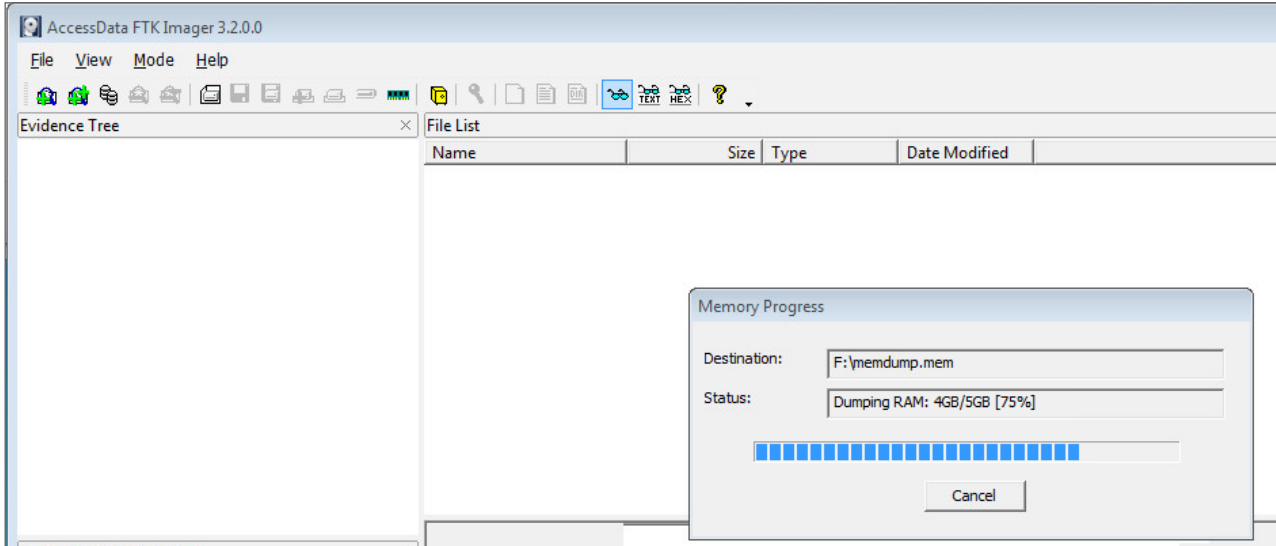 AccessData FTK Imager 3.2.0.0
File View Mode Help
TEXT HEX
Evidence Tree
File List
Name Size Type Date Modified
Memory Progress
Destination: F:\memdump.mem
Status: Dumping RAM: 4GB/5GB [75%]
Cancel